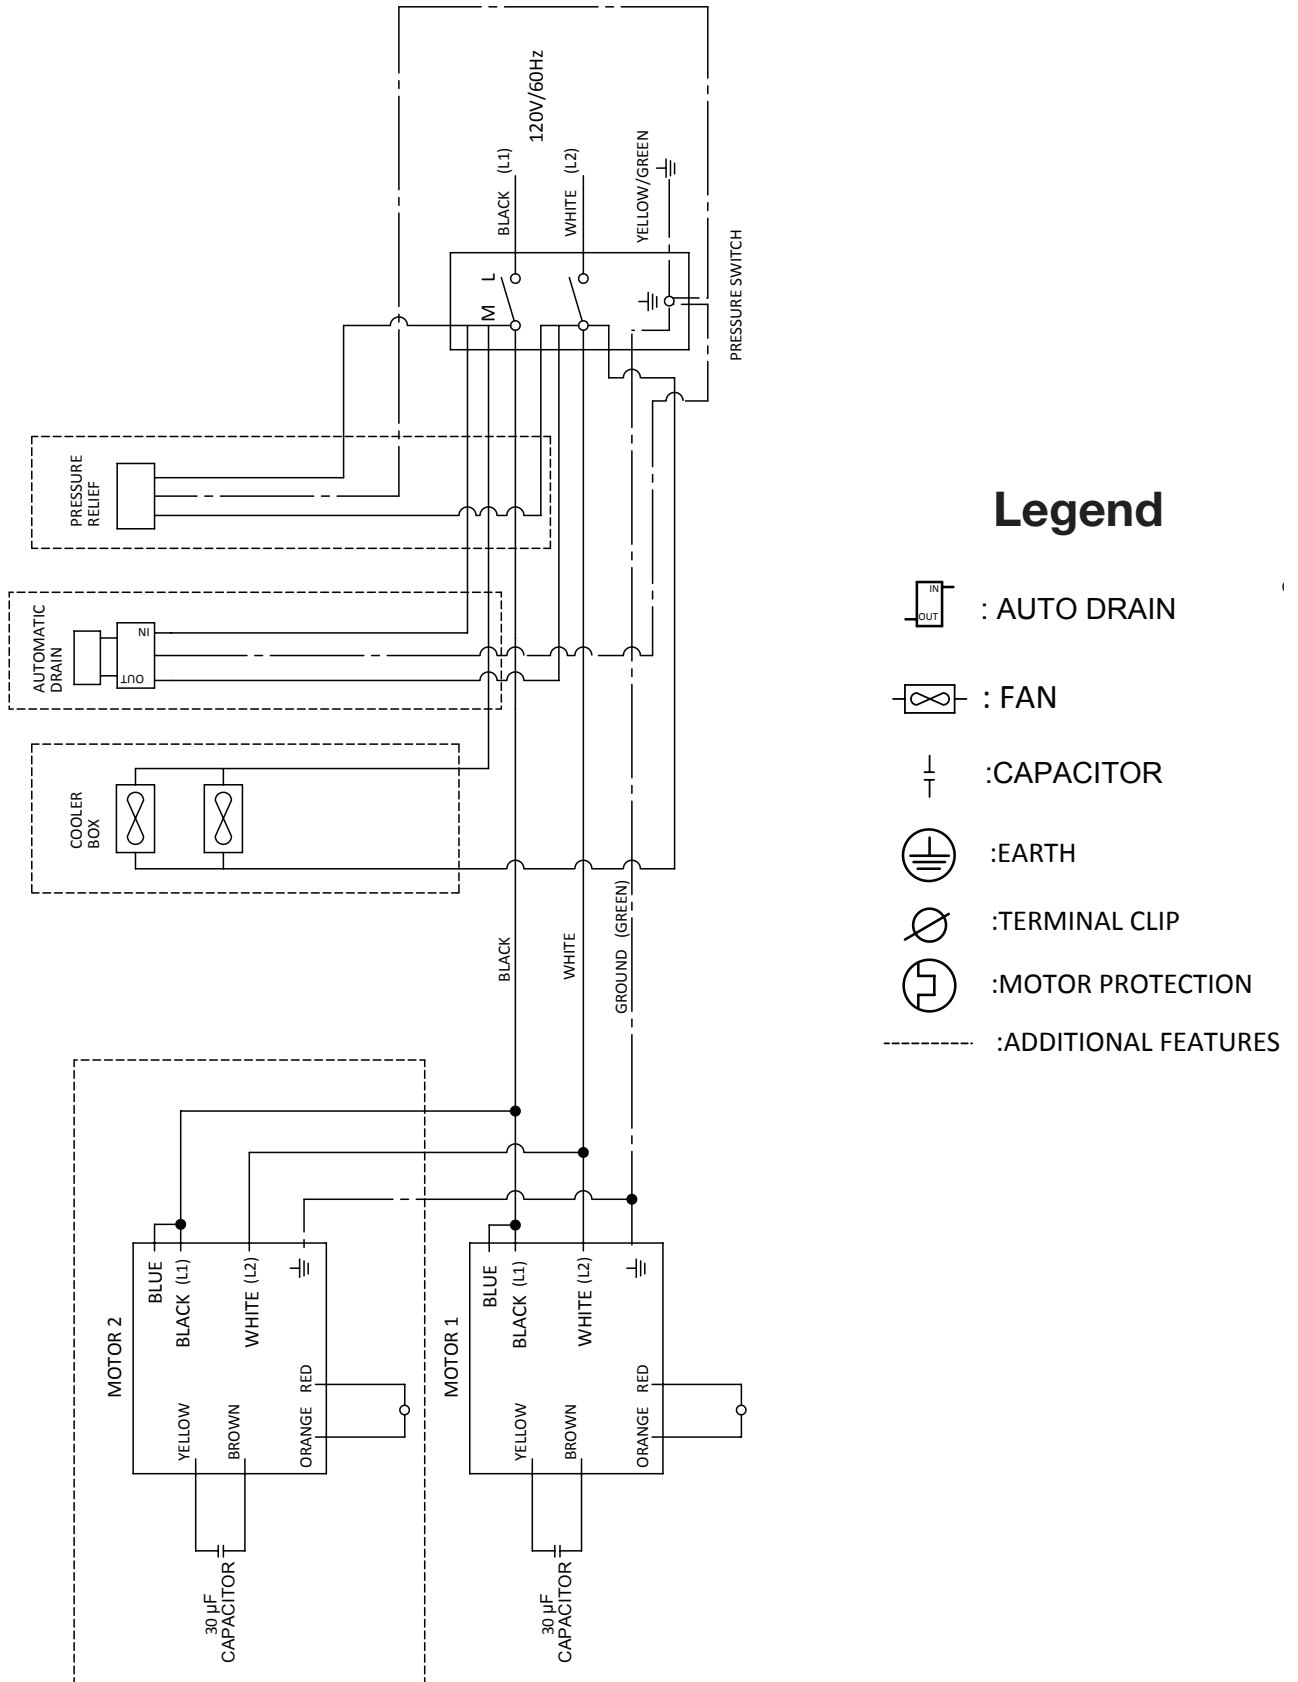 120V/60Hz
BLACK (L1)
WHITE (L2)
YELLOW/GREEN
L
M
PRESSURE SWITCH
PRESSURE
RELIEF
AUTOMATIC
DRAIN
IN
OUT
COOLER
BOX
BLACK
WHITE
GROUND (GREEN)
MOTOR 2
BLUE
BLACK (L1)
WHITE (L2)
YELLOW
BROWN
ORANGE
RED
30 µF
CAPACITOR
MOTOR 1
BLUE
BLACK (L1)
WHITE (L2)
YELLOW
BROWN
ORANGE
RED
30 µF
CAPACITOR
Legend
IN
OUT
: AUTO DRAIN
: FAN
:CAPACITOR
:EARTH
:TERMINAL CLIP
:MOTOR PROTECTION
:ADDITIONAL FEATURES